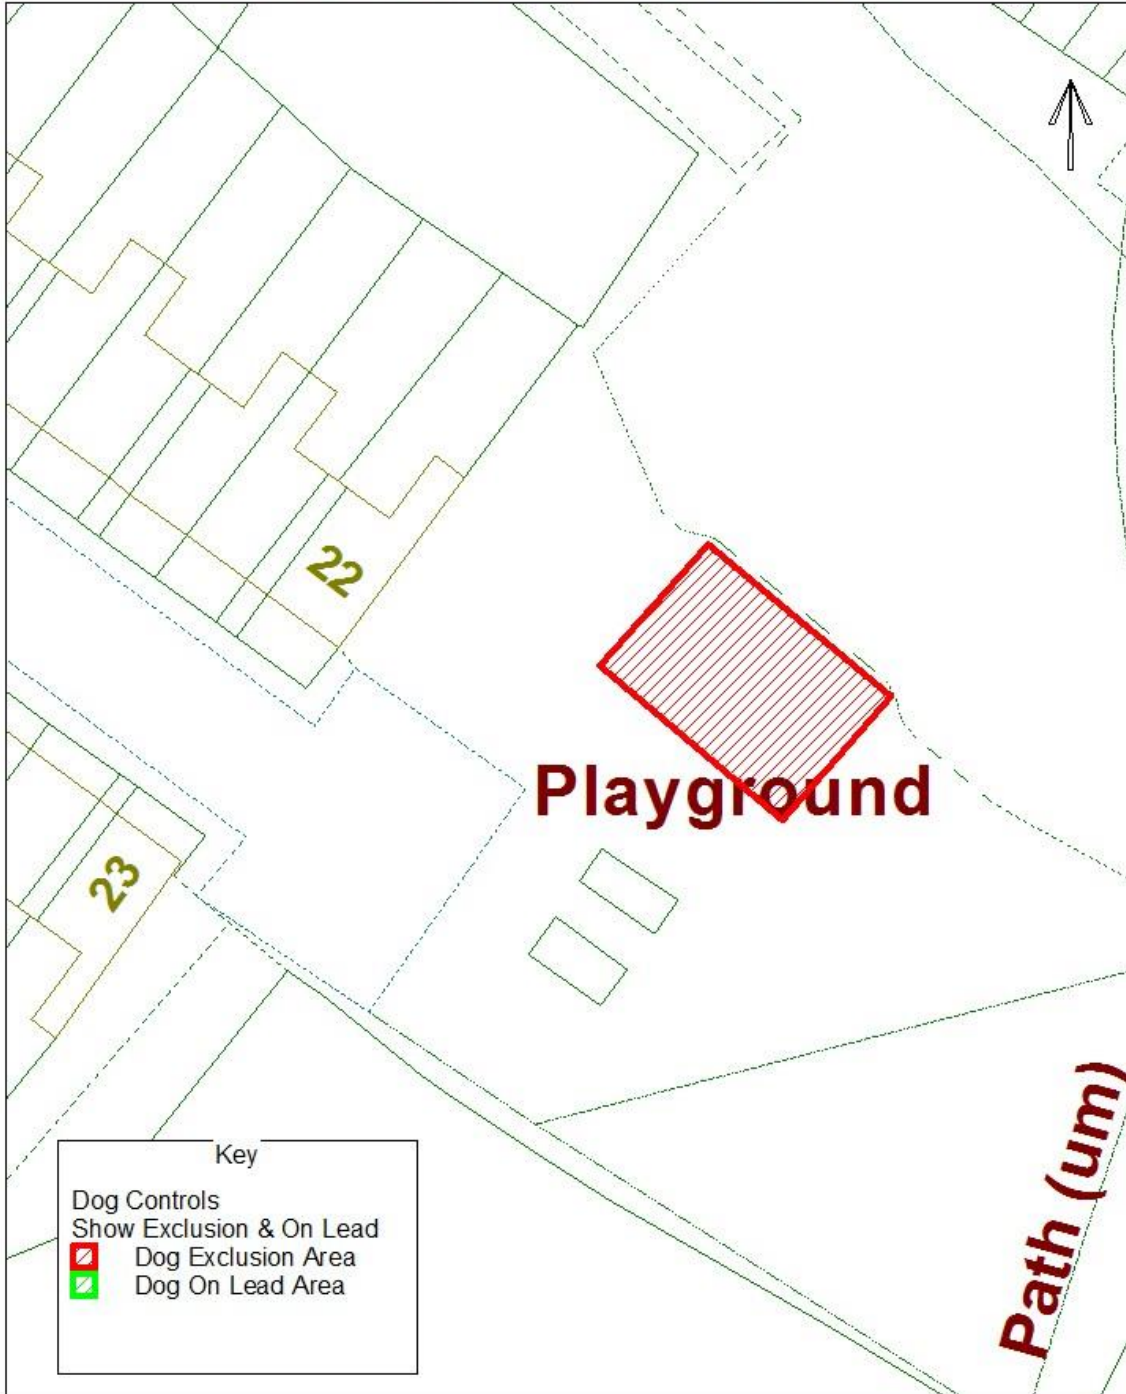 22
Playground
23
Path (um)
Key
Dog Controls
Show Exclusion & On Lead
Dog Exclusion Area
Dog On Lead Area